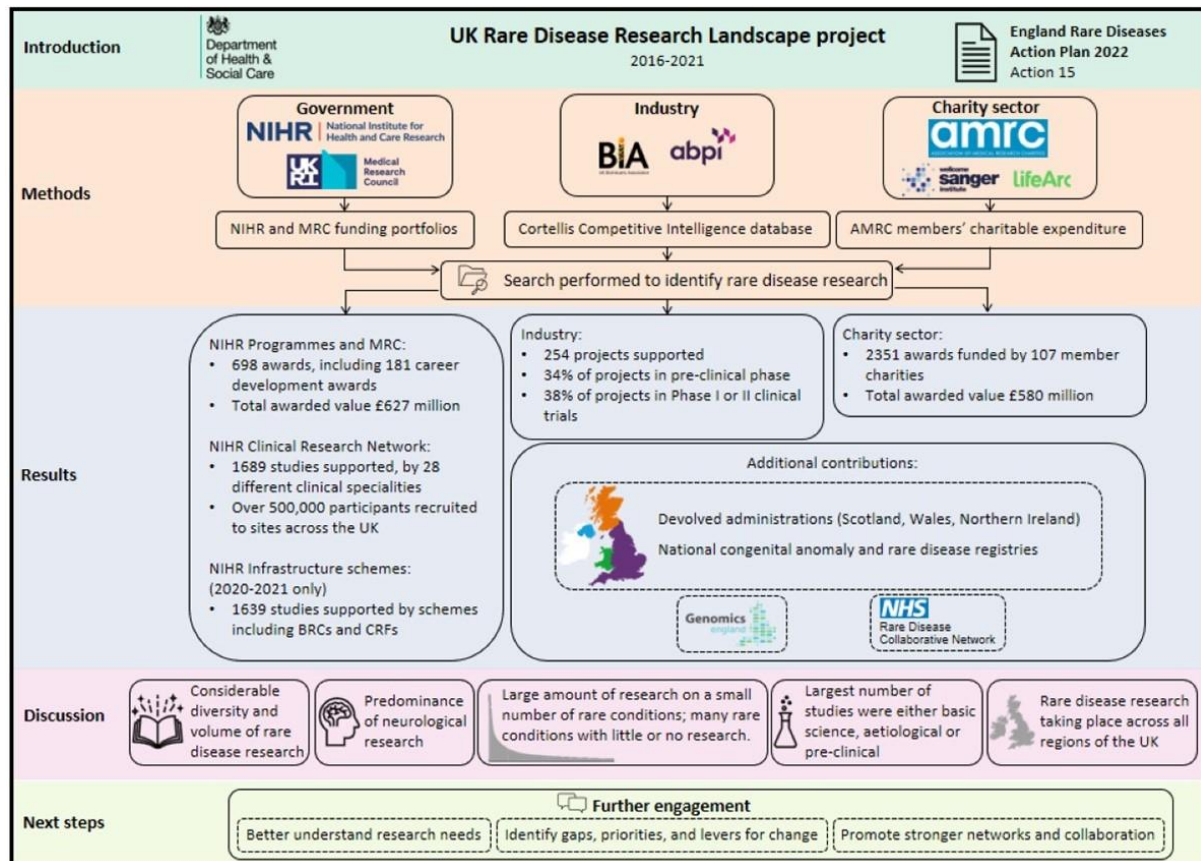 Introduction
Department
of Health &
Social Care
UK Rare Disease Research Landscape project
2016-2021
England Rare Diseases
Action Plan 2022
Action 15
Methods
Government
NIHR | National Institute for
Health and Care Research
UKRI
Medical
Research
Council
Industry
BIA
abpi
Charity sector
amrc
ASSOCIATION OF MEDICAL RESEARCH CHARITIES
wellcome
sanger
institute
lifeArc
NIHR and MRC funding portfolios
Cortellis Competitive Intelligence database
AMRC members' charitable expenditure
Search performed to identify rare disease research
Results
NIHR Programmes and MRC:
• 698 awards, including 181 career
development awards
• Total awarded value £627 million
NIHR Clinical Research Network:
• 1689 studies supported, by 28
different clinical specialities
• Over 500,000 participants recruited
to sites across the UK
NIHR Infrastructure schemes:
(2020-2021 only)
• 1639 studies supported by schemes
including BRCs and CRFs
Industry:
• 254 projects supported
• 34% of projects in pre-clinical phase
• 38% of projects in Phase I or II clinical
trials
Charity sector:
• 2351 awards funded by 107 member
charities
• Total awarded value £580 million
Additional contributions:
Devolved administrations (Scotland, Wales, Northern Ireland)
National congenital anomaly and rare disease registries
Genomics
england
NHS
Rare Disease
Collaborative Network
Discussion
Considerable
diversity and
volume of rare
disease research
Predominance
of neurological
research
Large amount of research on a small
number of rare conditions; many rare
conditions with little or no research.
Largest number of
studies were either basic
science, aetiological or
pre-clinical
Rare disease research
taking place across all
regions of the UK
Next steps
Further engagement
Better understand research needs
Identify gaps, priorities, and levers for change
Promote stronger networks and collaboration